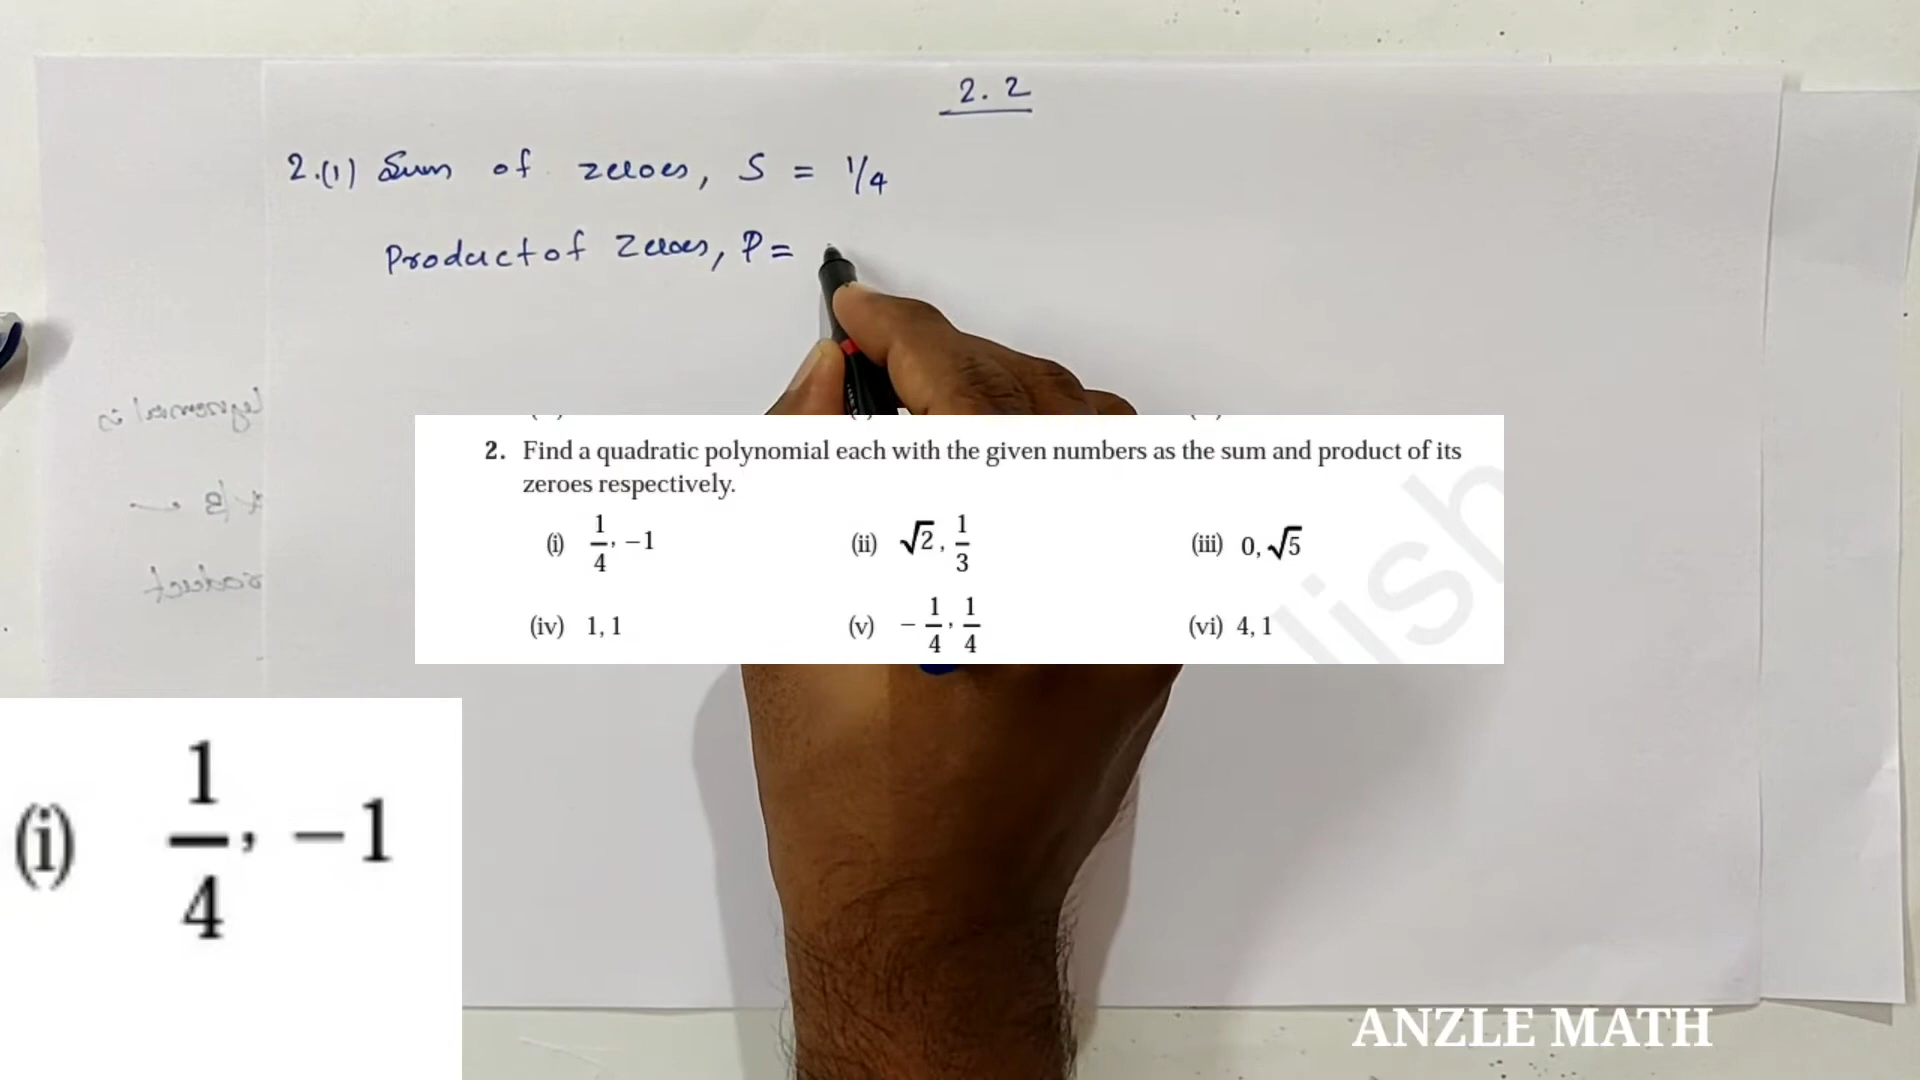 2.2
2.(1) Sum of zeroes, S = 1/4
Product of zeroes, P =
2. Find a quadratic polynomial each with the given numbers as the sum and product of its
zeroes respectively.
(i) 1/4, −1 (ii) √2, 1/3 (iii) 0, √5
(iv) 1, 1 (v) −1/4, 1/4 (vi) 4, 1
lish
(i) 1/4, −1
ANZLE MATH